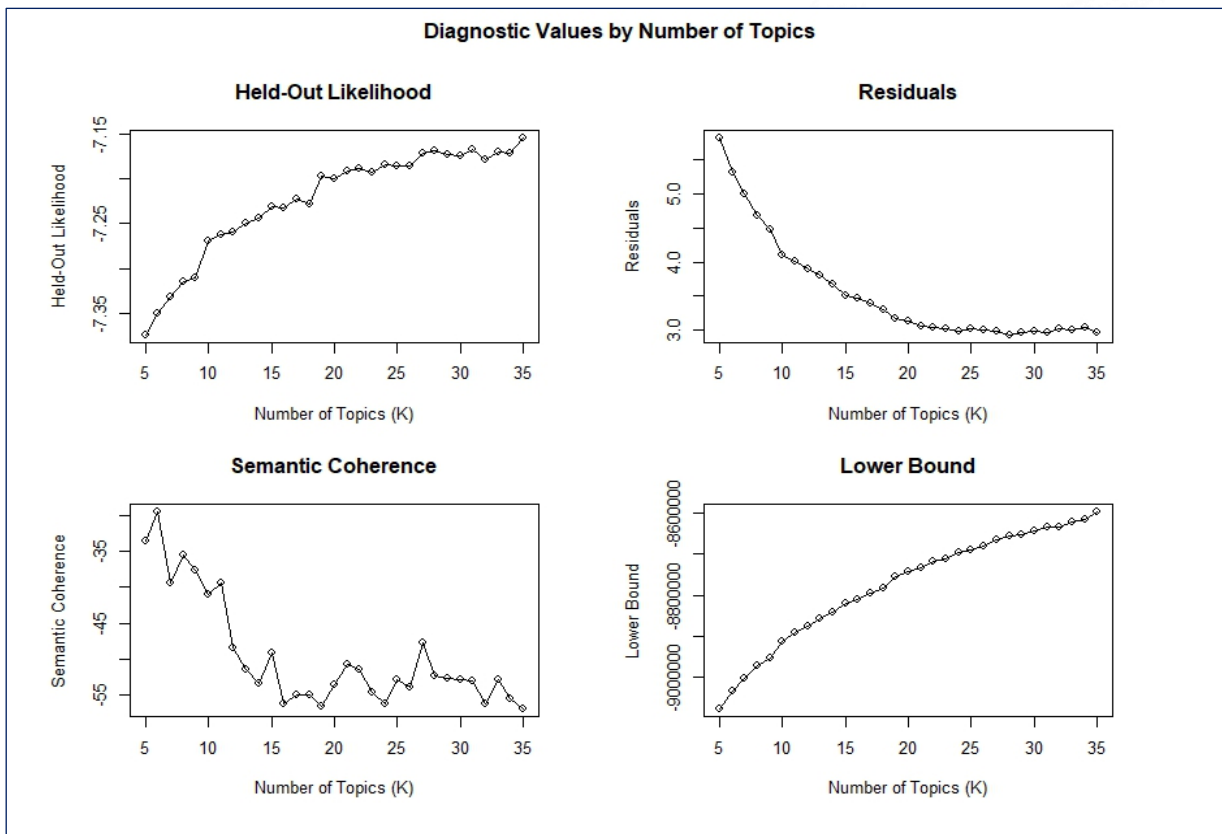 Diagnostic Values by Number of Topics
Held-Out Likelihood
Held-Out Likelihood
-7.15
-7.25
-7.35
5 10 15 20 25 30 35
Number of Topics (K)
Residuals
Residuals
5.0
4.0
3.0
5 10 15 20 25 30 35
Number of Topics (K)
Semantic Coherence
Semantic Coherence
-35
-45
-55
5 10 15 20 25 30 35
Number of Topics (K)
Lower Bound
Lower Bound
-8600000
-8800000
-9000000
5 10 15 20 25 30 35
Number of Topics (K)